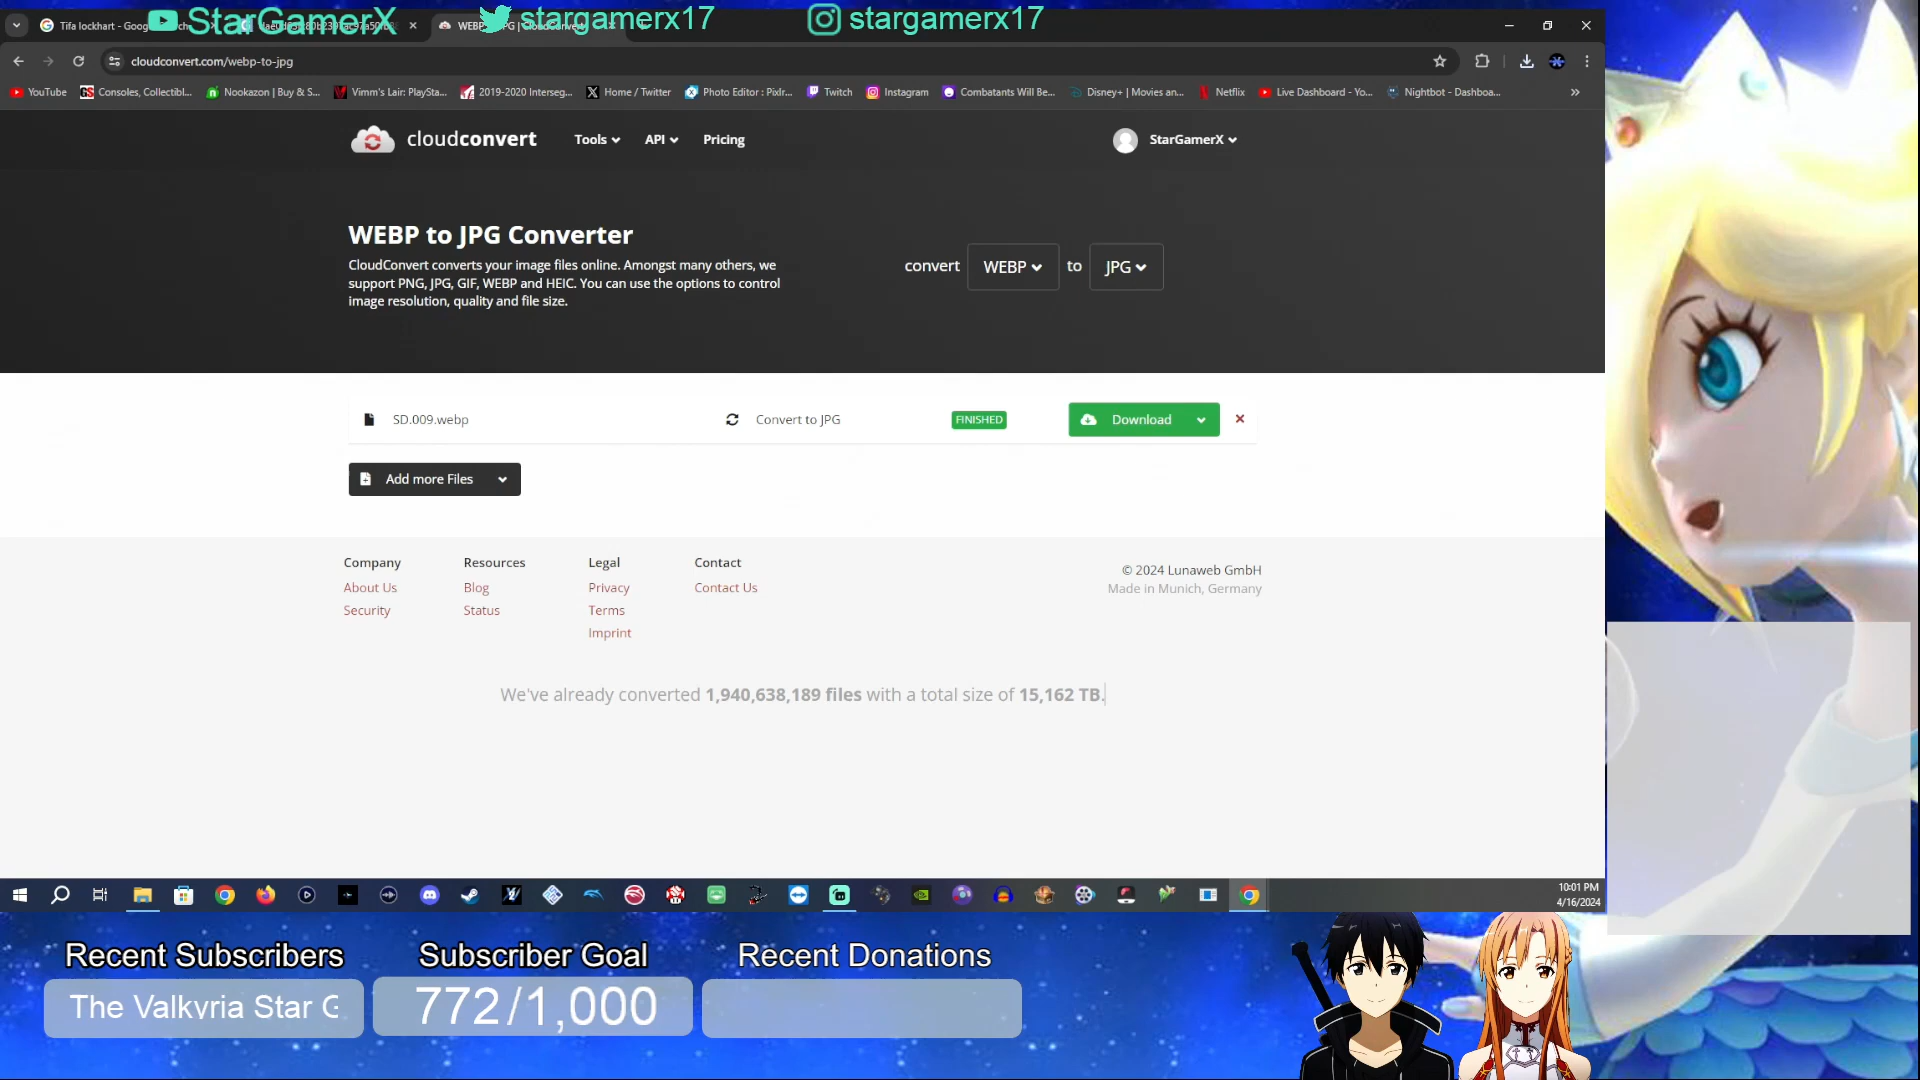 StarGamerX
stargamerx17
stargamerx17
Tifa lockhart - Goog
cloudconvert.com/webp-to-jpg
YouTube
Consoles, Collectibl...
Nookazon | Buy & S...
Vimm's Lair: PlaySta...
2019-2020 Interseg...
Home / Twitter
Photo Editor : Pixlr...
Twitch
Instagram
Combatants Will Be...
Disney+ | Movies an...
Netflix
Live Dashboard - Yo...
Nightbot - Dashboa...
cloudconvert
Tools
API
Pricing
StarGamerX
WEBP to JPG Converter
CloudConvert converts your image files online. Amongst many others, we
support PNG, JPG, GIF, WEBP and HEIC. You can use the options to control
image resolution, quality and file size.
convert WEBP to JPG
SD.009.webp
Convert to JPG
FINISHED
Download
Add more Files
Company
About Us
Security
Resources
Blog
Status
Legal
Privacy
Terms
Imprint
Contact
Contact Us
© 2024 Lunaweb GmbH
Made in Munich, Germany
We've already converted 1,940,638,189 files with a total size of 15,162 TB.
10:01 PM
4/16/2024
Recent Subscribers
The Valkyria Star G
Subscriber Goal
772/1,000
Recent Donations